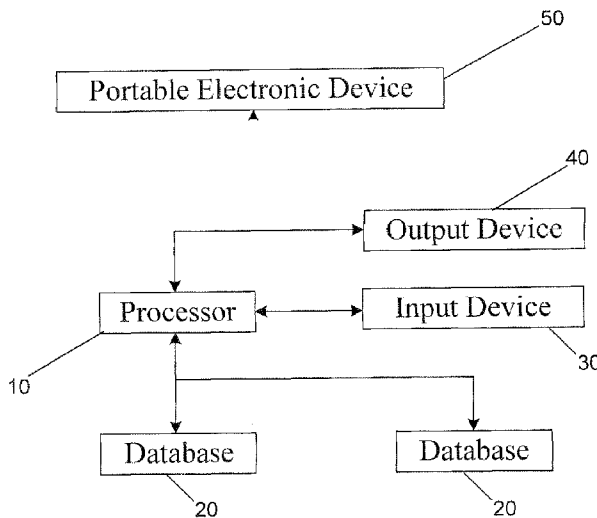 50
Portable Electronic Device
40
Output Device
Processor
Input Device
10
30
Database
Database
20
20